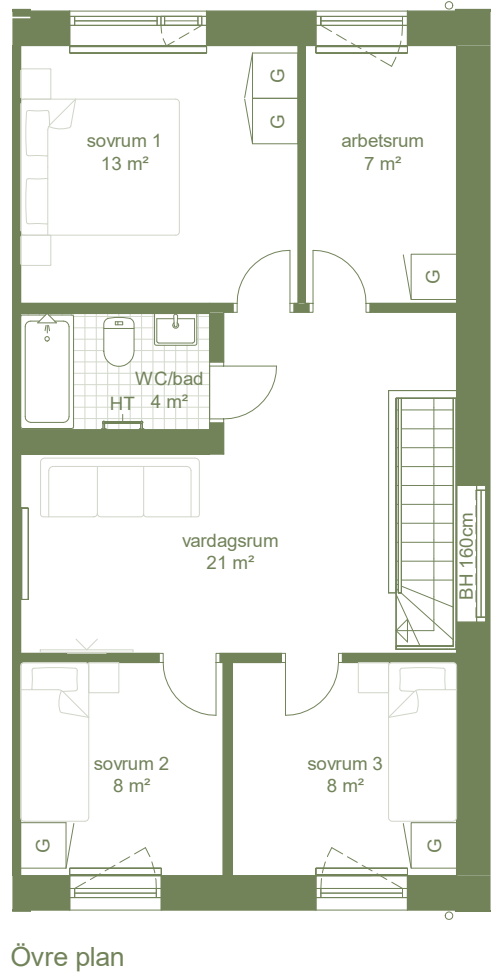 G
G
sovrum 1
13 m²
arbetsrum
7 m²
G
WC/bad
4 m²
HT
vardagsrum
21 m²
BH 160cm
sovrum 2
8 m²
sovrum 3
8 m²
G
G
Övre plan